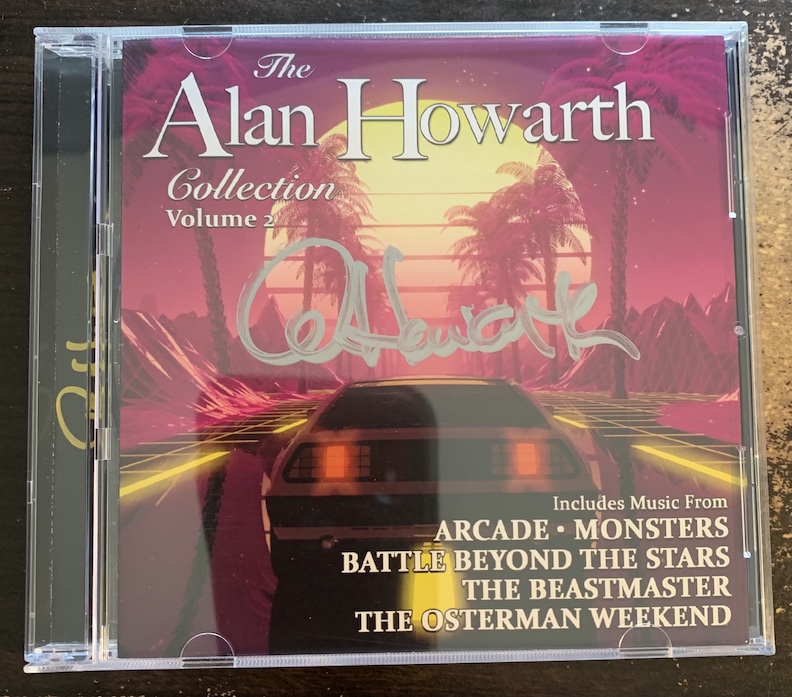 The
Alan Howarth
Collection
Volume 2
A Howarth
Includes Music From
ARCADE • MONSTERS
BATTLE BEYOND THE STARS
THE BEASTMASTER
THE OSTERMAN WEEKEND